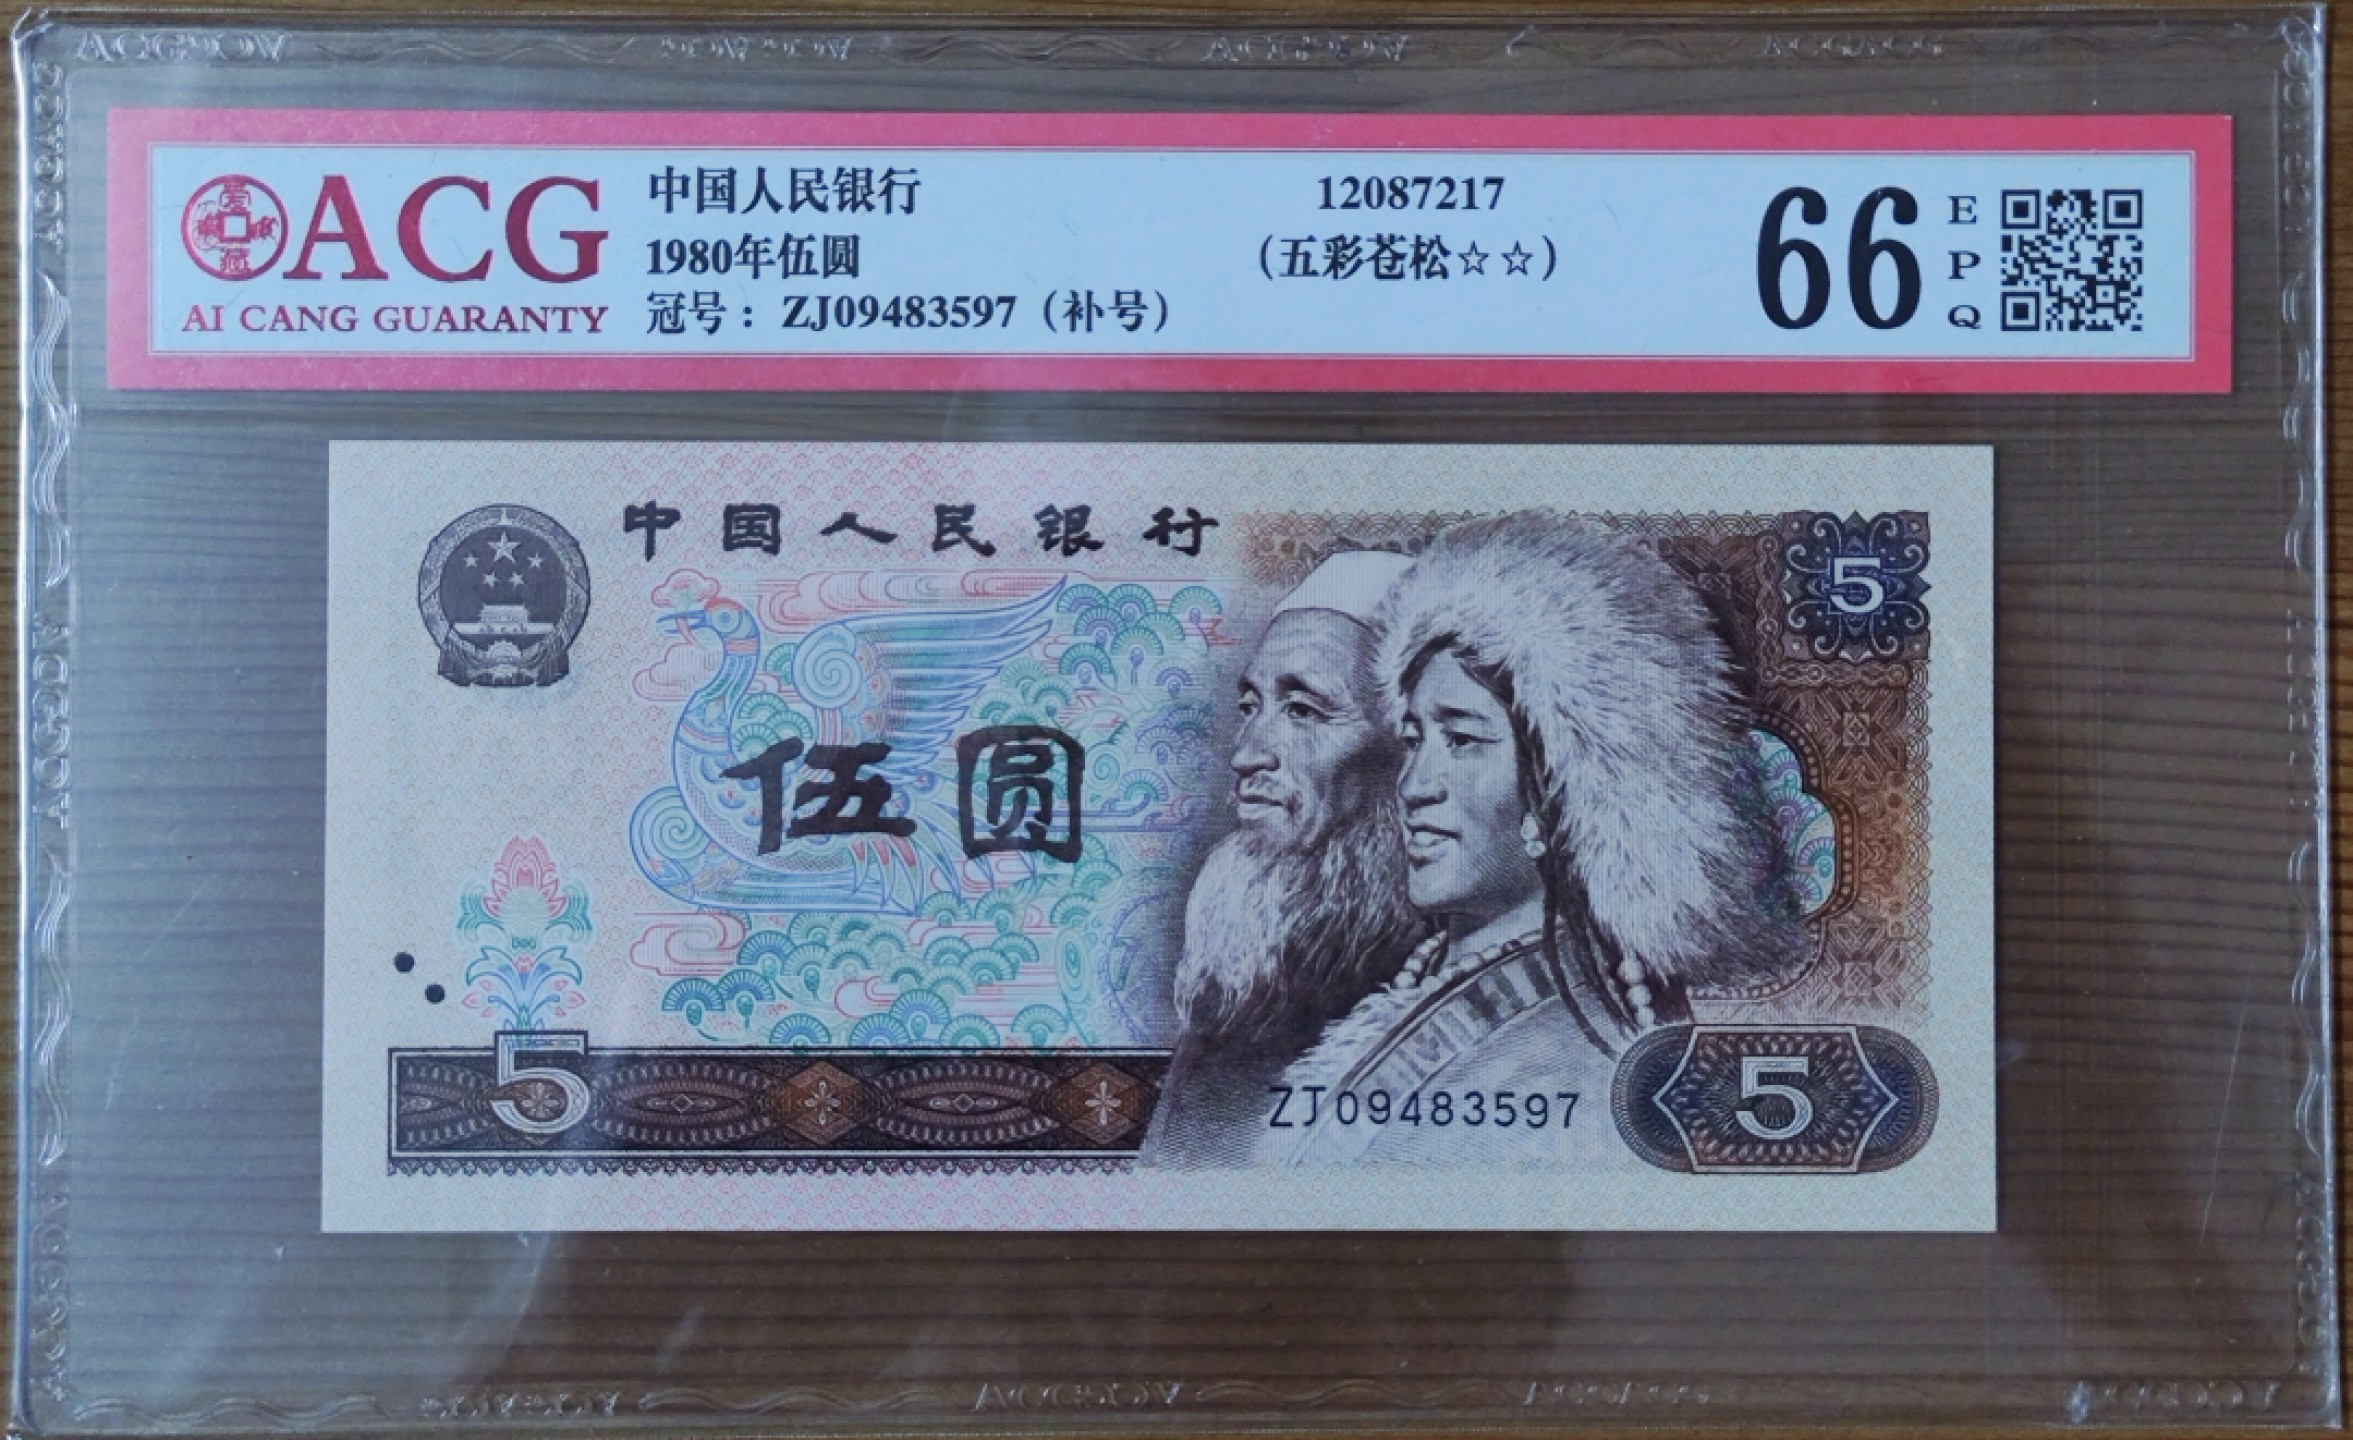 ACG
AI CANG GUARANTY
中国人民银行
1980年伍圆
冠号：ZJ09483597（补号）
12087217
（五彩苍松☆☆）
66
EPQ
中国人民银行
5
伍圆
5
ZJ09483597
5